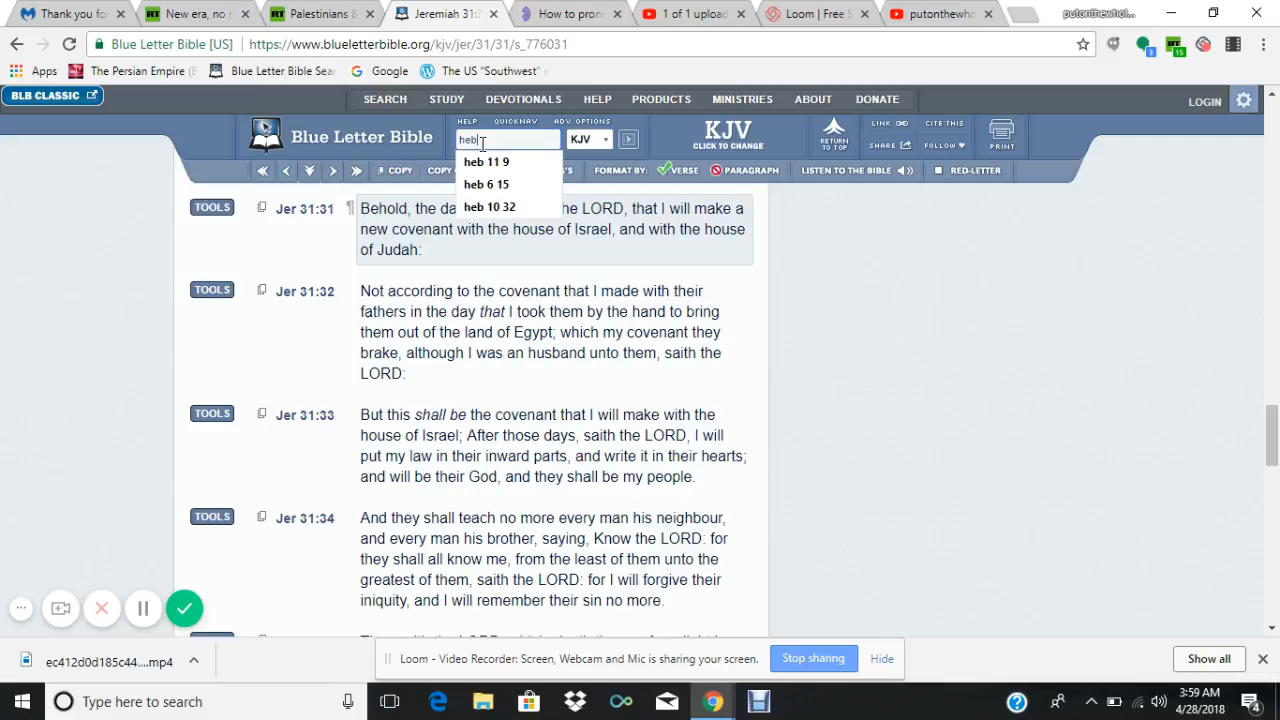 Thank you fo
New era, no r
Palestinians &
Jeremiah 31:3
How to pron
1 of 1 upload
Loom | Free S
putonthewho
putonthewhol...
Blue Letter Bible [US]
https://www.blueletterbible.org/kjv/jer/31/31/s_776031
3
15
Apps
The Persian Empire (
Blue Letter Bible Sea
Google
The US “Southwest”
BLB CLASSIC
SEARCH STUDY DEVOTIONALS HELP PRODUCTS MINISTRIES ABOUT DONATE
LOGIN
HELP QUICKNAV ADV. OPTIONS
Blue Letter Bible
heb
KJV
KJV
CLICK TO CHANGE
RETURN
TO TOP
LINK
CITE THIS
SHARE
FOLLOW
PRINT
heb 11 9
heb 6 15
heb 10 32
COPY
COPY
FORMAT BY:
VERSE
PARAGRAPH
LISTEN TO THE BIBLE
RED-LETTER
TOOLS Jer 31:31 ¶ Behold, the da the LORD, that I will make a
new covenant with the house of Israel, and with the house
of Judah:
TOOLS Jer 31:32 Not according to the covenant that I made with their
fathers in the day that I took them by the hand to bring
them out of the land of Egypt; which my covenant they
brake, although I was an husband unto them, saith the
LORD:
TOOLS Jer 31:33 But this shall be the covenant that I will make with the
house of Israel; After those days, saith the LORD, I will
put my law in their inward parts, and write it in their hearts;
and will be their God, and they shall be my people.
TOOLS Jer 31:34 And they shall teach no more every man his neighbour,
and every man his brother, saying, Know the LORD: for
they shall all know me, from the least of them unto the
greatest of them, saith the LORD: for I will forgive their
iniquity, and I will remember their sin no more.
ec412d0d185c44....mp4
Loom - Video Recorder: Screen, Webcam and Mic is sharing your screen.
Stop sharing
Hide
Show all
Type here to search
3:59 AM
4/28/2018
4